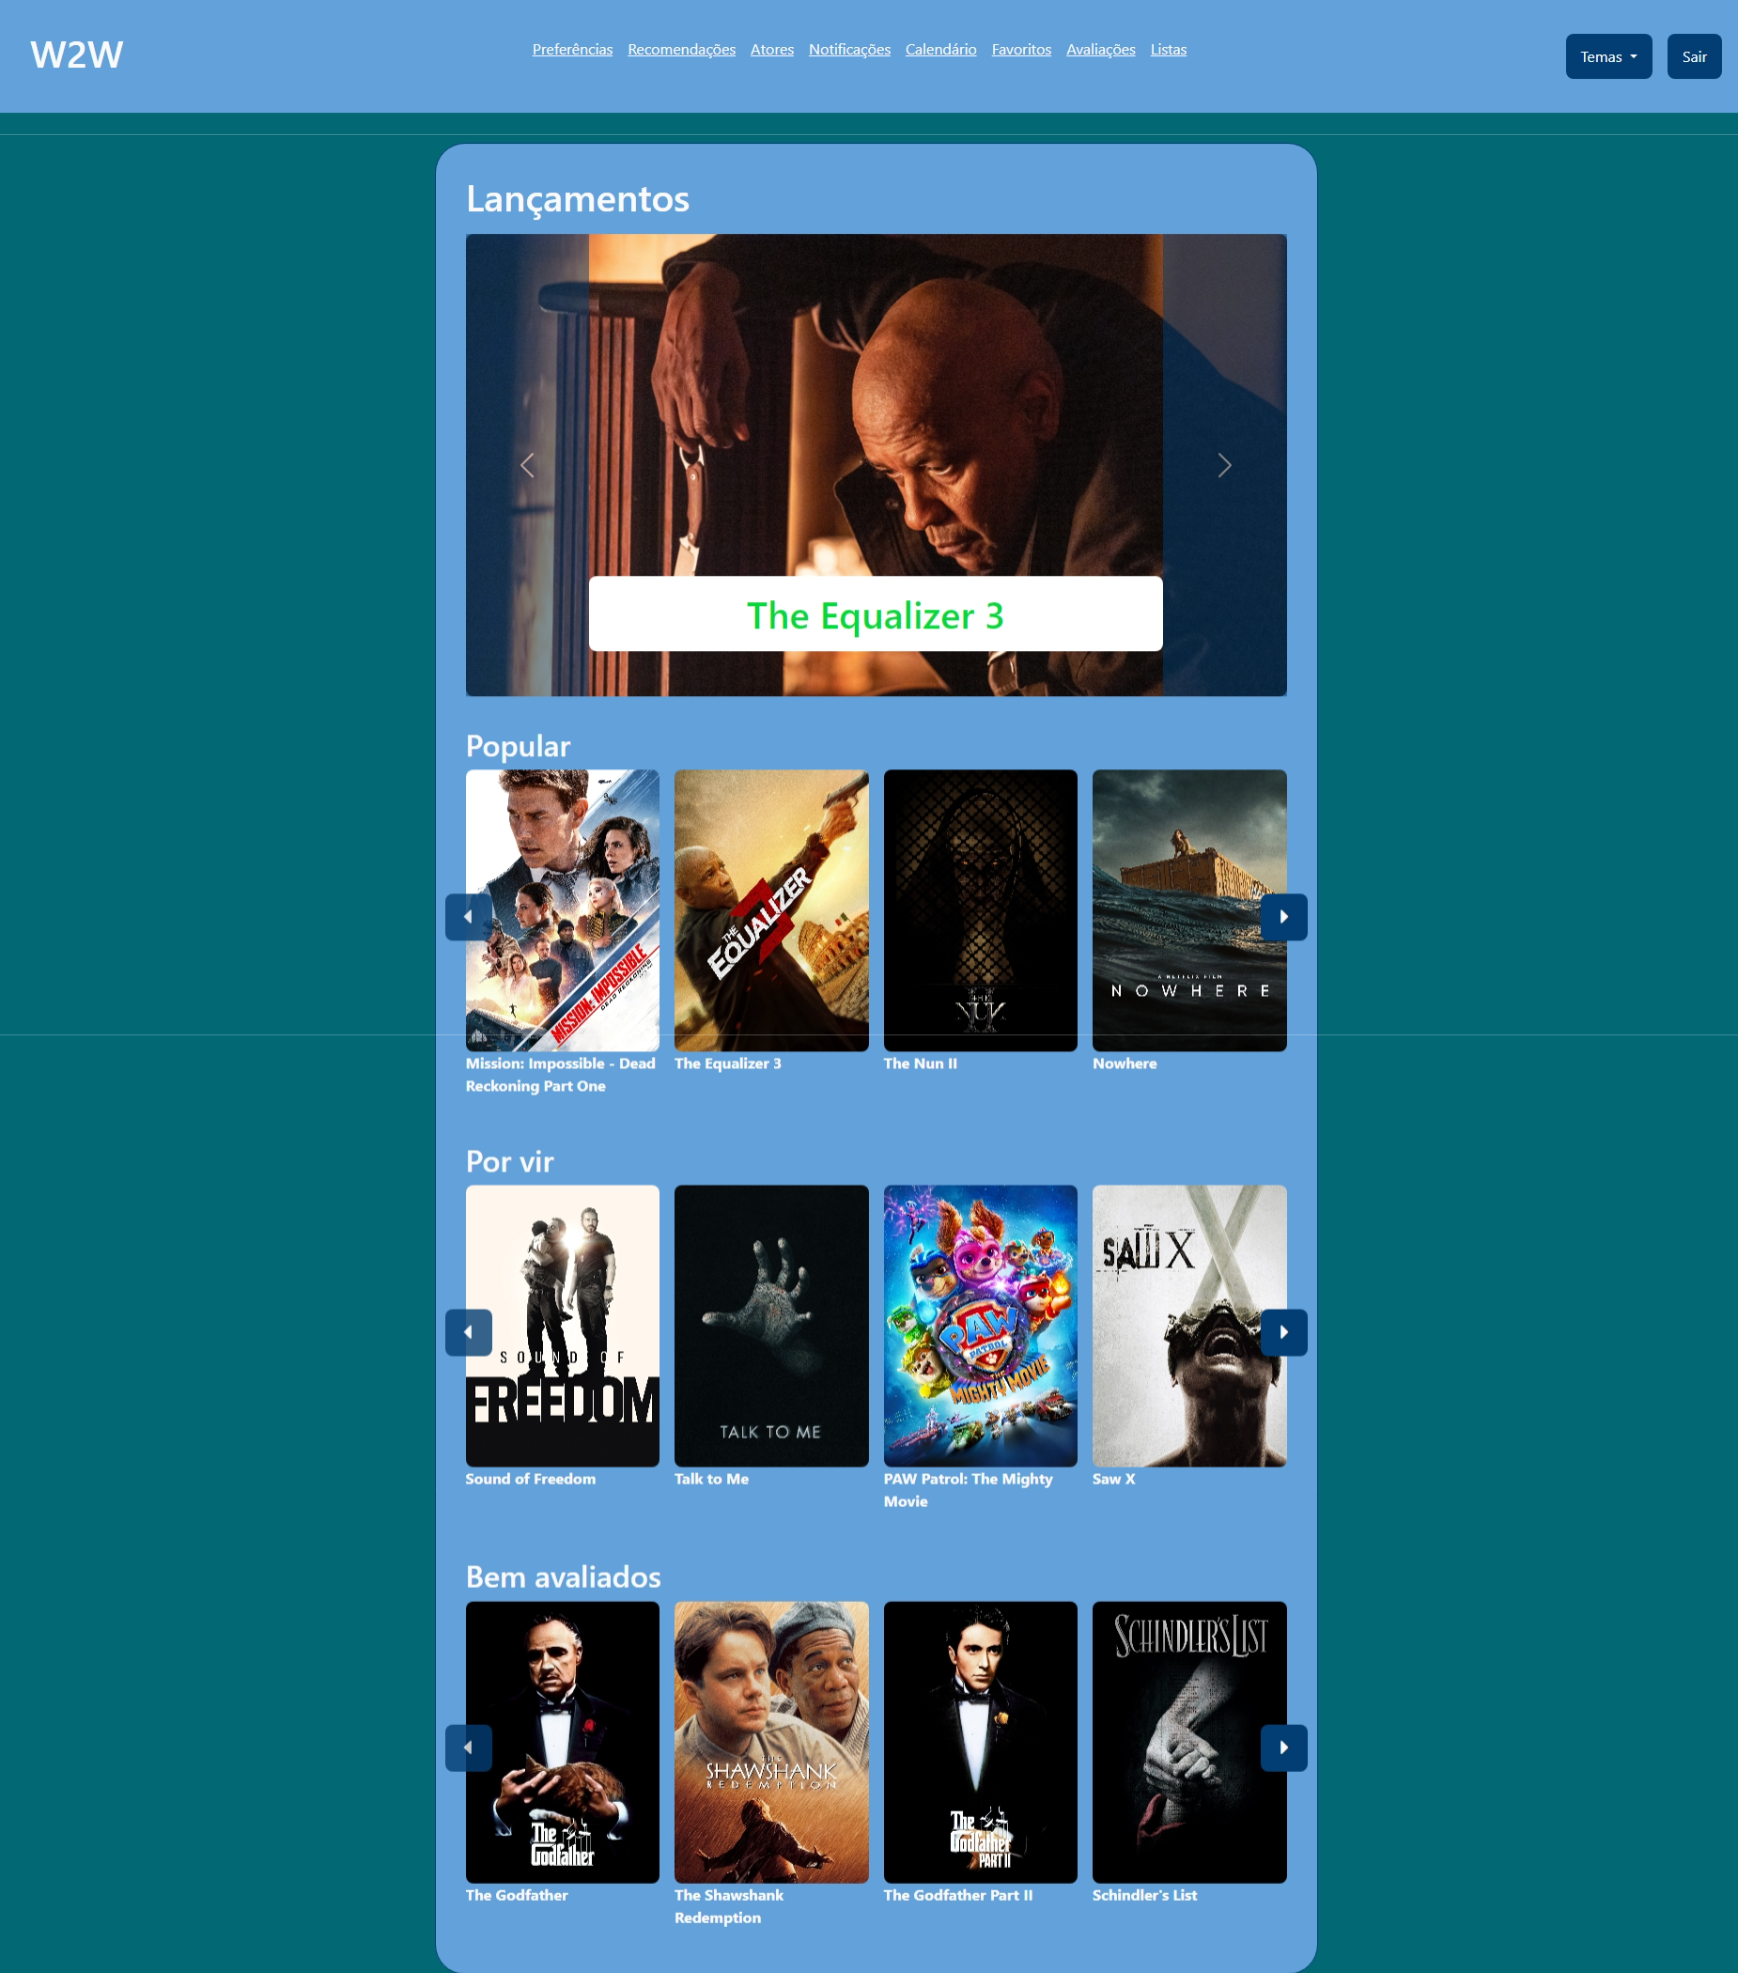 W2W
Preferências Recomendações Atores Notificações Calendário Favoritos Avaliações Listas
Temas Sair
Lançamentos
The Equalizer 3
Popular
MISSION: IMPOSSIBLE
DEAD RECKONING
THE
EQUALIZER
3
THE
NUN
II
A NETFLIX FILM
NOWHERE
Mission: Impossible - Dead
Reckoning Part One
The Equalizer 3
The Nun II
Nowhere
Por vir
SOUND OF
FREEDOM
TALK TO ME
PAW
PATROL
MIGHTY MOVIE
SAW X
Sound of Freedom
Talk to Me
PAW Patrol: The Mighty
Movie
Saw X
Bem avaliados
The
Godfather
THE
SHAWSHANK
REDEMPTION
The
Godfather
PART II
SCHINDLER'S LIST
The Godfather
The Shawshank
Redemption
The Godfather Part II
Schindler's List